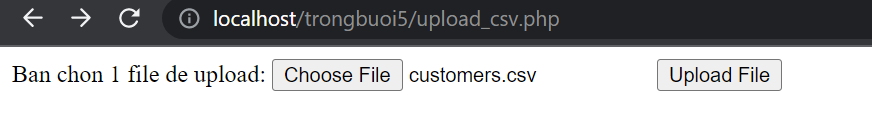 localhost/trongbuoi5/upload_csv.php
Ban chon 1 file de upload: Choose File customers.csv Upload File